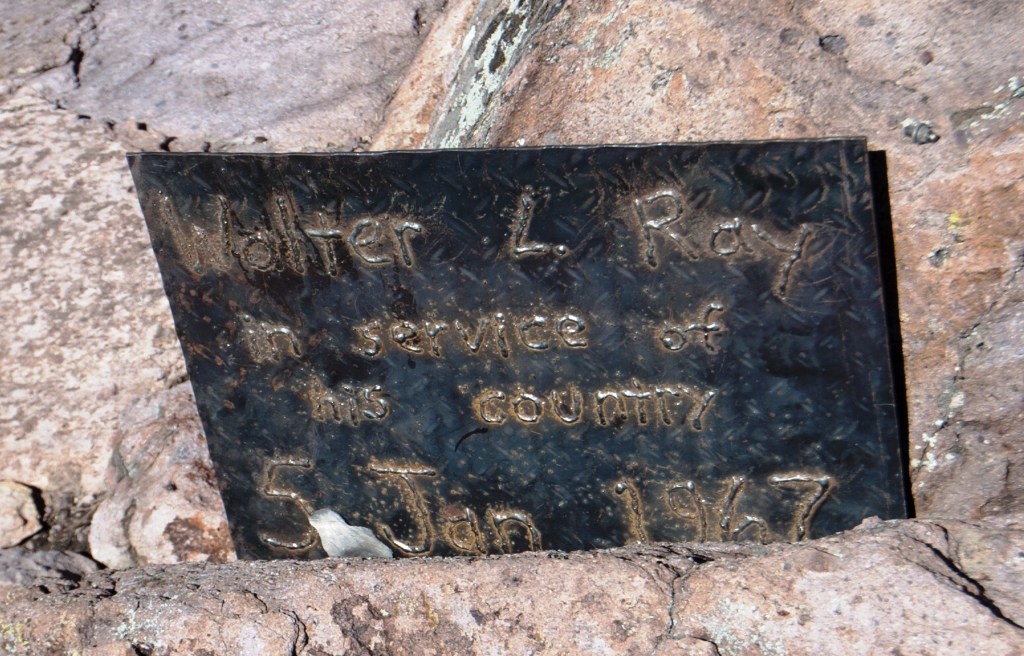 Walter L. Ray
in service of
his country
5 Jan 1967